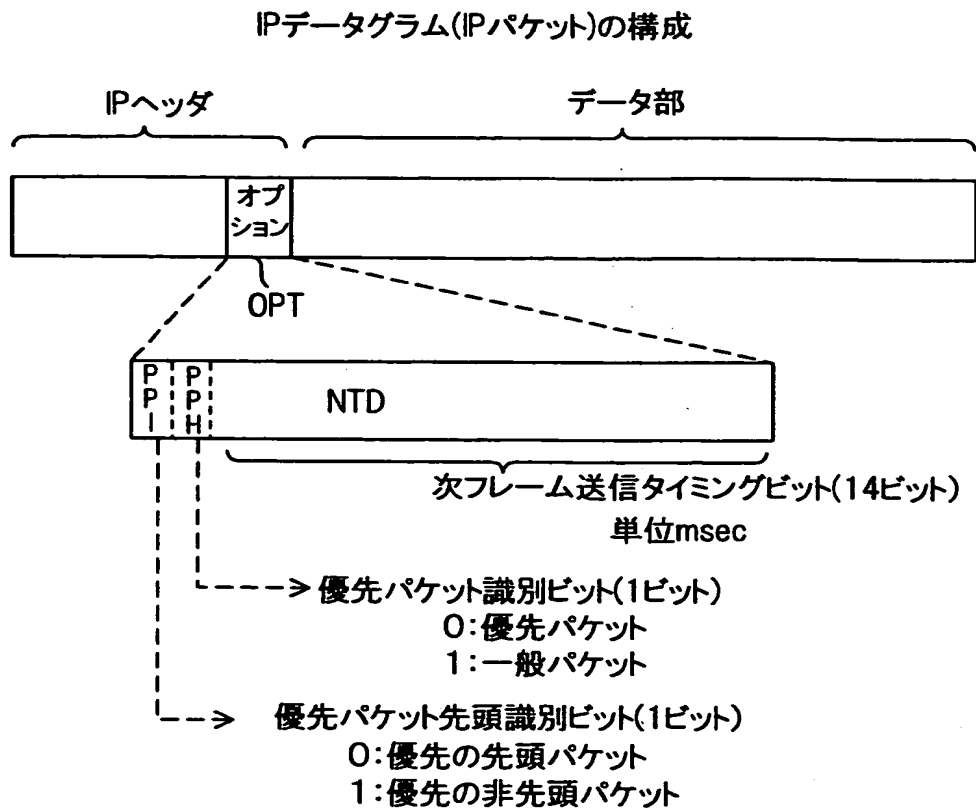 IPデータグラム(IPパケット)の構成
IPヘッダ
データ部
オプ
ション
OPT
PPI
PPH
NTD
次フレーム送信タイミングビット(14ビット)
単位msec
優先パケット識別ビット(1ビット)
0:優先パケット
1:一般パケット
優先パケット先頭識別ビット(1ビット)
0:優先の先頭パケット
1:優先の非先頭パケット